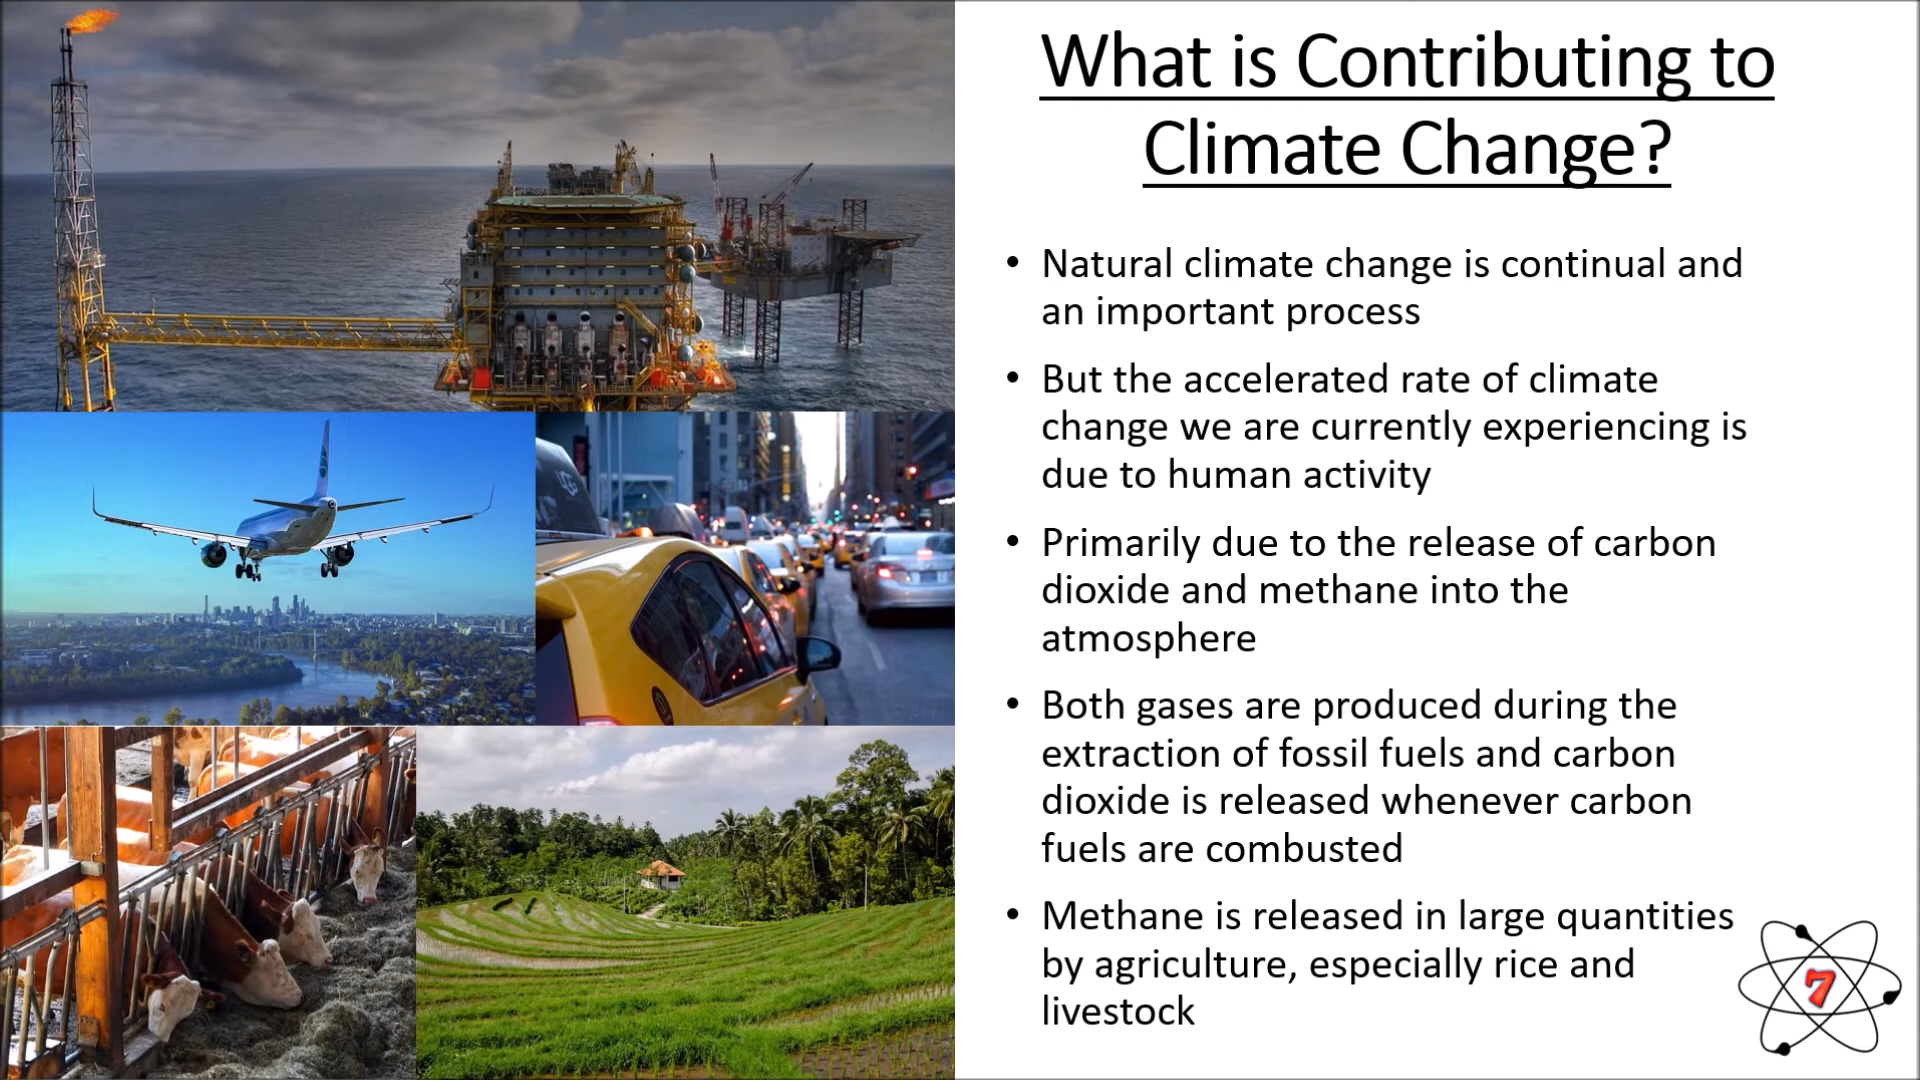 What is Contributing to
Climate Change?
• Natural climate change is continual and
an important process
• But the accelerated rate of climate
change we are currently experiencing is
due to human activity
• Primarily due to the release of carbon
dioxide and methane into the
atmosphere
• Both gases are produced during the
extraction of fossil fuels and carbon
dioxide is released whenever carbon
fuels are combusted
• Methane is released in large quantities
by agriculture, especially rice and
livestock
7
UGG